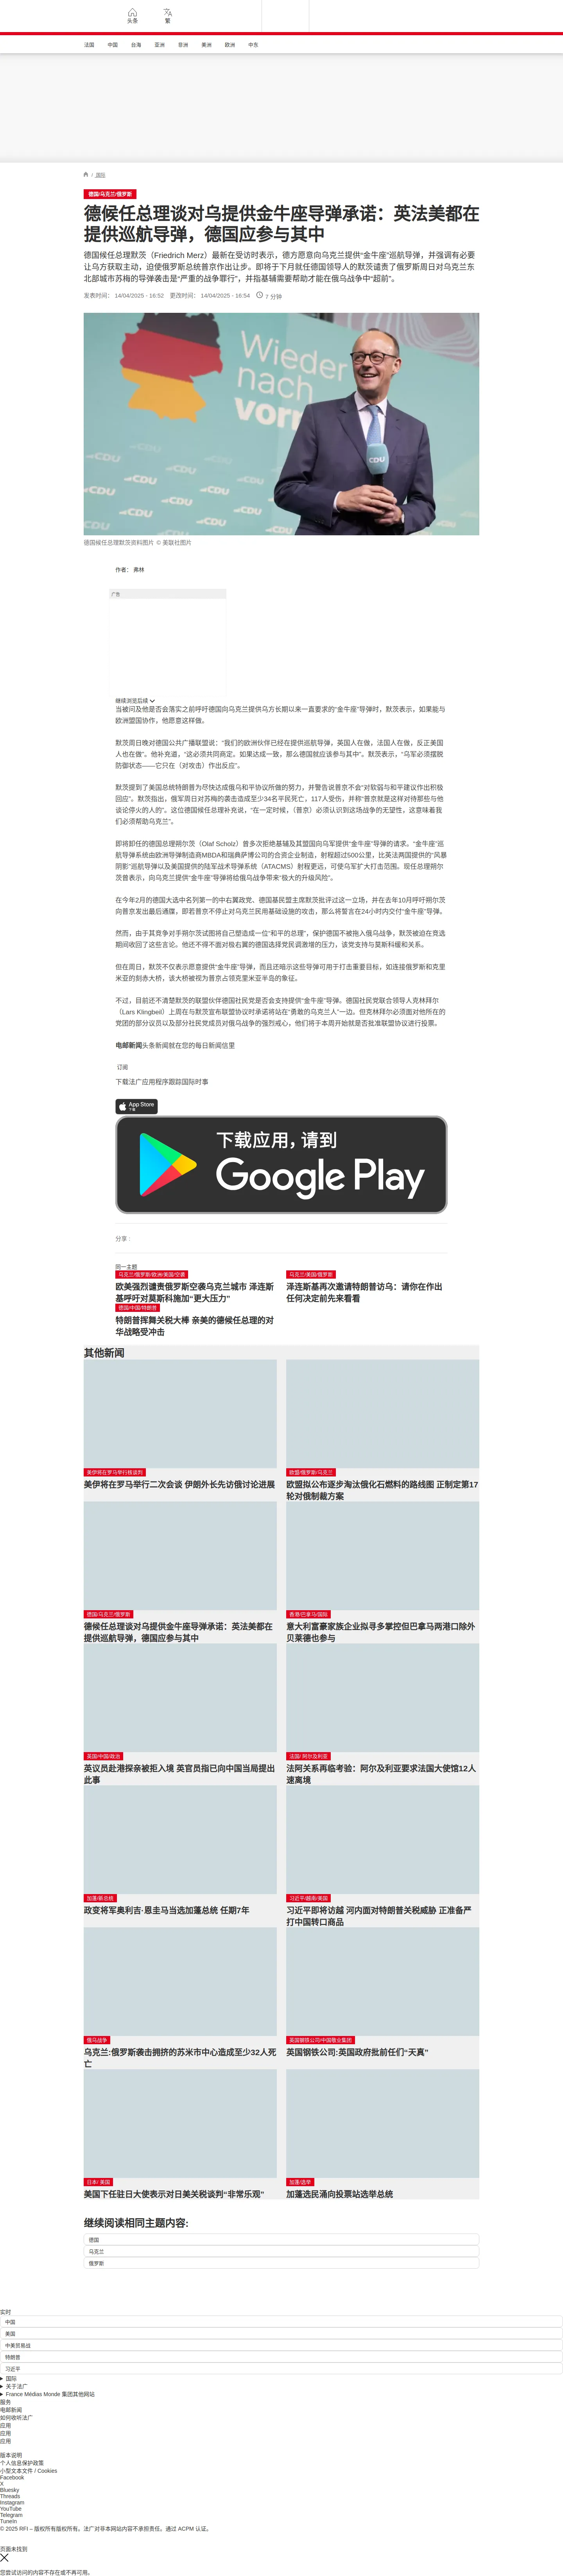 头条
繁
法国 中国 台海 亚洲 非洲 美洲 欧洲 中东
/ 国际
德国/乌克兰/俄罗斯
德候任总理谈对乌提供金牛座导弹承诺：英法美都在
提供巡航导弹，德国应参与其中
德国候任总理默茨（Friedrich Merz）最新在受访时表示，德方愿意向乌克兰提供“金牛座”巡航导弹，并强调有必要
让乌方获取主动，迫使俄罗斯总统普京作出让步。即将于下月就任德国领导人的默茨谴责了俄罗斯周日对乌克兰东
北部城市苏梅的导弹袭击是“严重的战争罪行”，并指基辅需要帮助才能在俄乌战争中“超前”。
发表时间： 14/04/2025 - 16:52 更改时间： 14/04/2025 - 16:54 7 分钟
Wieder
nach
vorn
CDU
德国候任总理默茨资料图片 © 美联社图片
作者： 弗林
广告
继续浏览后续
当被问及他是否会落实之前呼吁德国向乌克兰提供乌方长期以来一直要求的“金牛座”导弹时，默茨表示，如果能与
欧洲盟国协作，他愿意这样做。
默茨周日晚对德国公共广播联盟说：“我们的欧洲伙伴已经在提供巡航导弹，英国人在做，法国人在做，反正美国
人也在做”。他补充道，“这必须共同商定。如果达成一致，那么德国就应该参与其中”。默茨表示，“乌军必须摆脱
防御状态——它只在（对攻击）作出反应”。
默茨提到了美国总统特朗普为尽快达成俄乌和平协议所做的努力，并警告说普京不会“对软弱与和平建议作出积极
回应”。默茨指出，俄军周日对苏梅的袭击造成至少34名平民死亡，117人受伤，并称“普京就是这样对待那些与他
谈论停火的人的”。这位德国候任总理补充说，“在一定时候，（普京）必须认识到这场战争的无望性，这意味着我
们必须帮助乌克兰”。
即将卸任的德国总理朔尔茨（Olaf Scholz）曾多次拒绝基辅及其盟国向乌军提供“金牛座”导弹的请求。“金牛座”巡
航导弹系统由欧洲导弹制造商MBDA和瑞典萨博公司的合资企业制造，射程超过500公里，比英法两国提供的“风暴
阴影”巡航导弹以及美国提供的陆军战术导弹系统（ATACMS）射程更远，可使乌军扩大打击范围。现任总理朔尔
茨曾表示，向乌克兰提供“金牛座”导弹将给俄乌战争带来“极大的升级风险”。
在今年2月的德国大选中名列第一的中右翼政党、德国基民盟主席默茨批评过这一立场，并在去年10月呼吁朔尔茨
向普京发出最后通牒，即若普京不停止对乌克兰民用基础设施的攻击，那么将誓言在24小时内交付“金牛座”导弹。
然而，由于其竞争对手朔尔茨试图将自己塑造成一位“和平的总理”，保护德国不被拖入俄乌战争，默茨被迫在竞选
期间收回了这些言论。他还不得不面对极右翼的德国选择党民调激增的压力，该党支持与莫斯科缓和关系。
但在周日，默茨不仅表示愿意提供“金牛座”导弹，而且还暗示这些导弹可用于打击重要目标，如连接俄罗斯和克里
米亚的刻赤大桥，该大桥被视为普京占领克里米亚半岛的象征。
不过，目前还不清楚默茨的联盟伙伴德国社民党是否会支持提供“金牛座”导弹。德国社民党联合领导人克林拜尔
（Lars Klingbeil）上周在与默茨宣布联盟协议时承诺将站在“勇敢的乌克兰人”一边。但克林拜尔必须面对他所在的
党团的部分议员以及部分社民党成员对俄乌战争的强烈戒心，他们将于本周开始就是否批准联盟协议进行投票。
电邮新闻头条新闻就在您的每日新闻信里
订阅
下载法广应用程序跟踪国际时事
App Store
下载
下载应用，请到
Google Play
分享 :
同一主题
乌克兰/俄罗斯/欧洲/美国/空袭
欧美强烈谴责俄罗斯空袭乌克兰城市 泽连斯
基呼吁对莫斯科施加“更大压力”
乌克兰/美国/俄罗斯
泽连斯基再次邀请特朗普访乌：请你在作出
任何决定前先来看看
德国/中国/特朗普
特朗普挥舞关税大棒 亲美的德候任总理的对
华战略受冲击
其他新闻
美伊将在罗马举行核谈判
美伊将在罗马举行二次会谈 伊朗外长先访俄讨论进展
欧盟/俄罗斯/乌克兰
欧盟拟公布逐步淘汰俄化石燃料的路线图 正制定第17
轮对俄制裁方案
德国/乌克兰/俄罗斯
德候任总理谈对乌提供金牛座导弹承诺：英法美都在
提供巡航导弹，德国应参与其中
香港/巴拿马/国际
意大利富豪家族企业拟寻多掌控但巴拿马两港口除外
贝莱德也参与
英国/中国/政治
英议员赴港探亲被拒入境 英官员指已向中国当局提出
此事
法国/ 阿尔及利亚
法阿关系再临考验：阿尔及利亚要求法国大使馆12人
速离境
加蓬/新总统
政变将军奥利吉·恩圭马当选加蓬总统 任期7年
习近平/越南/美国
习近平即将访越 河内面对特朗普关税威胁 正准备严
打中国转口商品
俄乌战争
乌克兰:俄罗斯袭击拥挤的苏米市中心造成至少32人死
亡
英国钢铁公司/中国敬业集团
英国钢铁公司:英国政府批前任们“天真”
日本/ 美国
美国下任驻日大使表示对日美关税谈判“非常乐观”
加蓬/选举
加蓬选民涌向投票站选举总统
继续阅读相同主题内容:
德国
乌克兰
俄罗斯
实时
中国
美国
中美贸易战
特朗普
习近平
国际
关于法广
France Médias Monde 集团其他网站
服务
电邮新闻
如何收听法广
应用
应用
应用
版本说明
个人信息保护政策
小型文本文件 / Cookies
Facebook
X
Bluesky
Threads
Instagram
YouTube
Telegram
TuneIn
© 2025 RFI – 版权所有版权所有。法广对非本网站内容不承担责任。通过 ACPM 认证。
页面未找到
您尝试访问的内容不存在或不再可用。